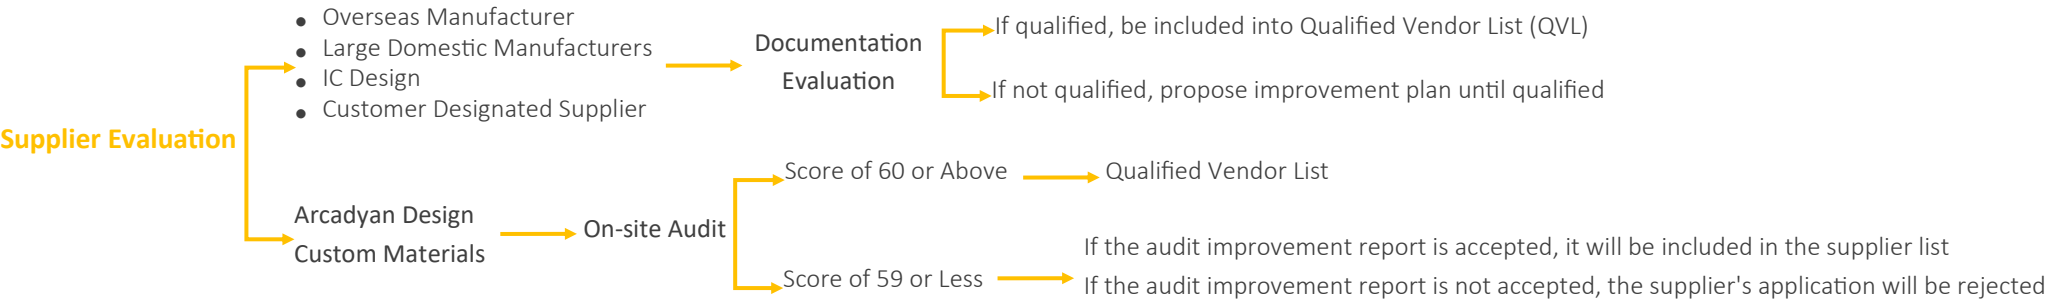 Supplier Evaluation
● Overseas Manufacturer
● Large Domestic Manufacturers
● IC Design
● Customer Designated Supplier
Documentation
Evaluation
If qualified, be included into Qualified Vendor List (QVL)
If not qualified, propose improvement plan until qualified
Arcadyan Design
Custom Materials
On-site Audit
Score of 60 or Above
Qualified Vendor List
Score of 59 or Less
If the audit improvement report is accepted, it will be included in the supplier list
If the audit improvement report is not accepted, the supplier's application will be rejected